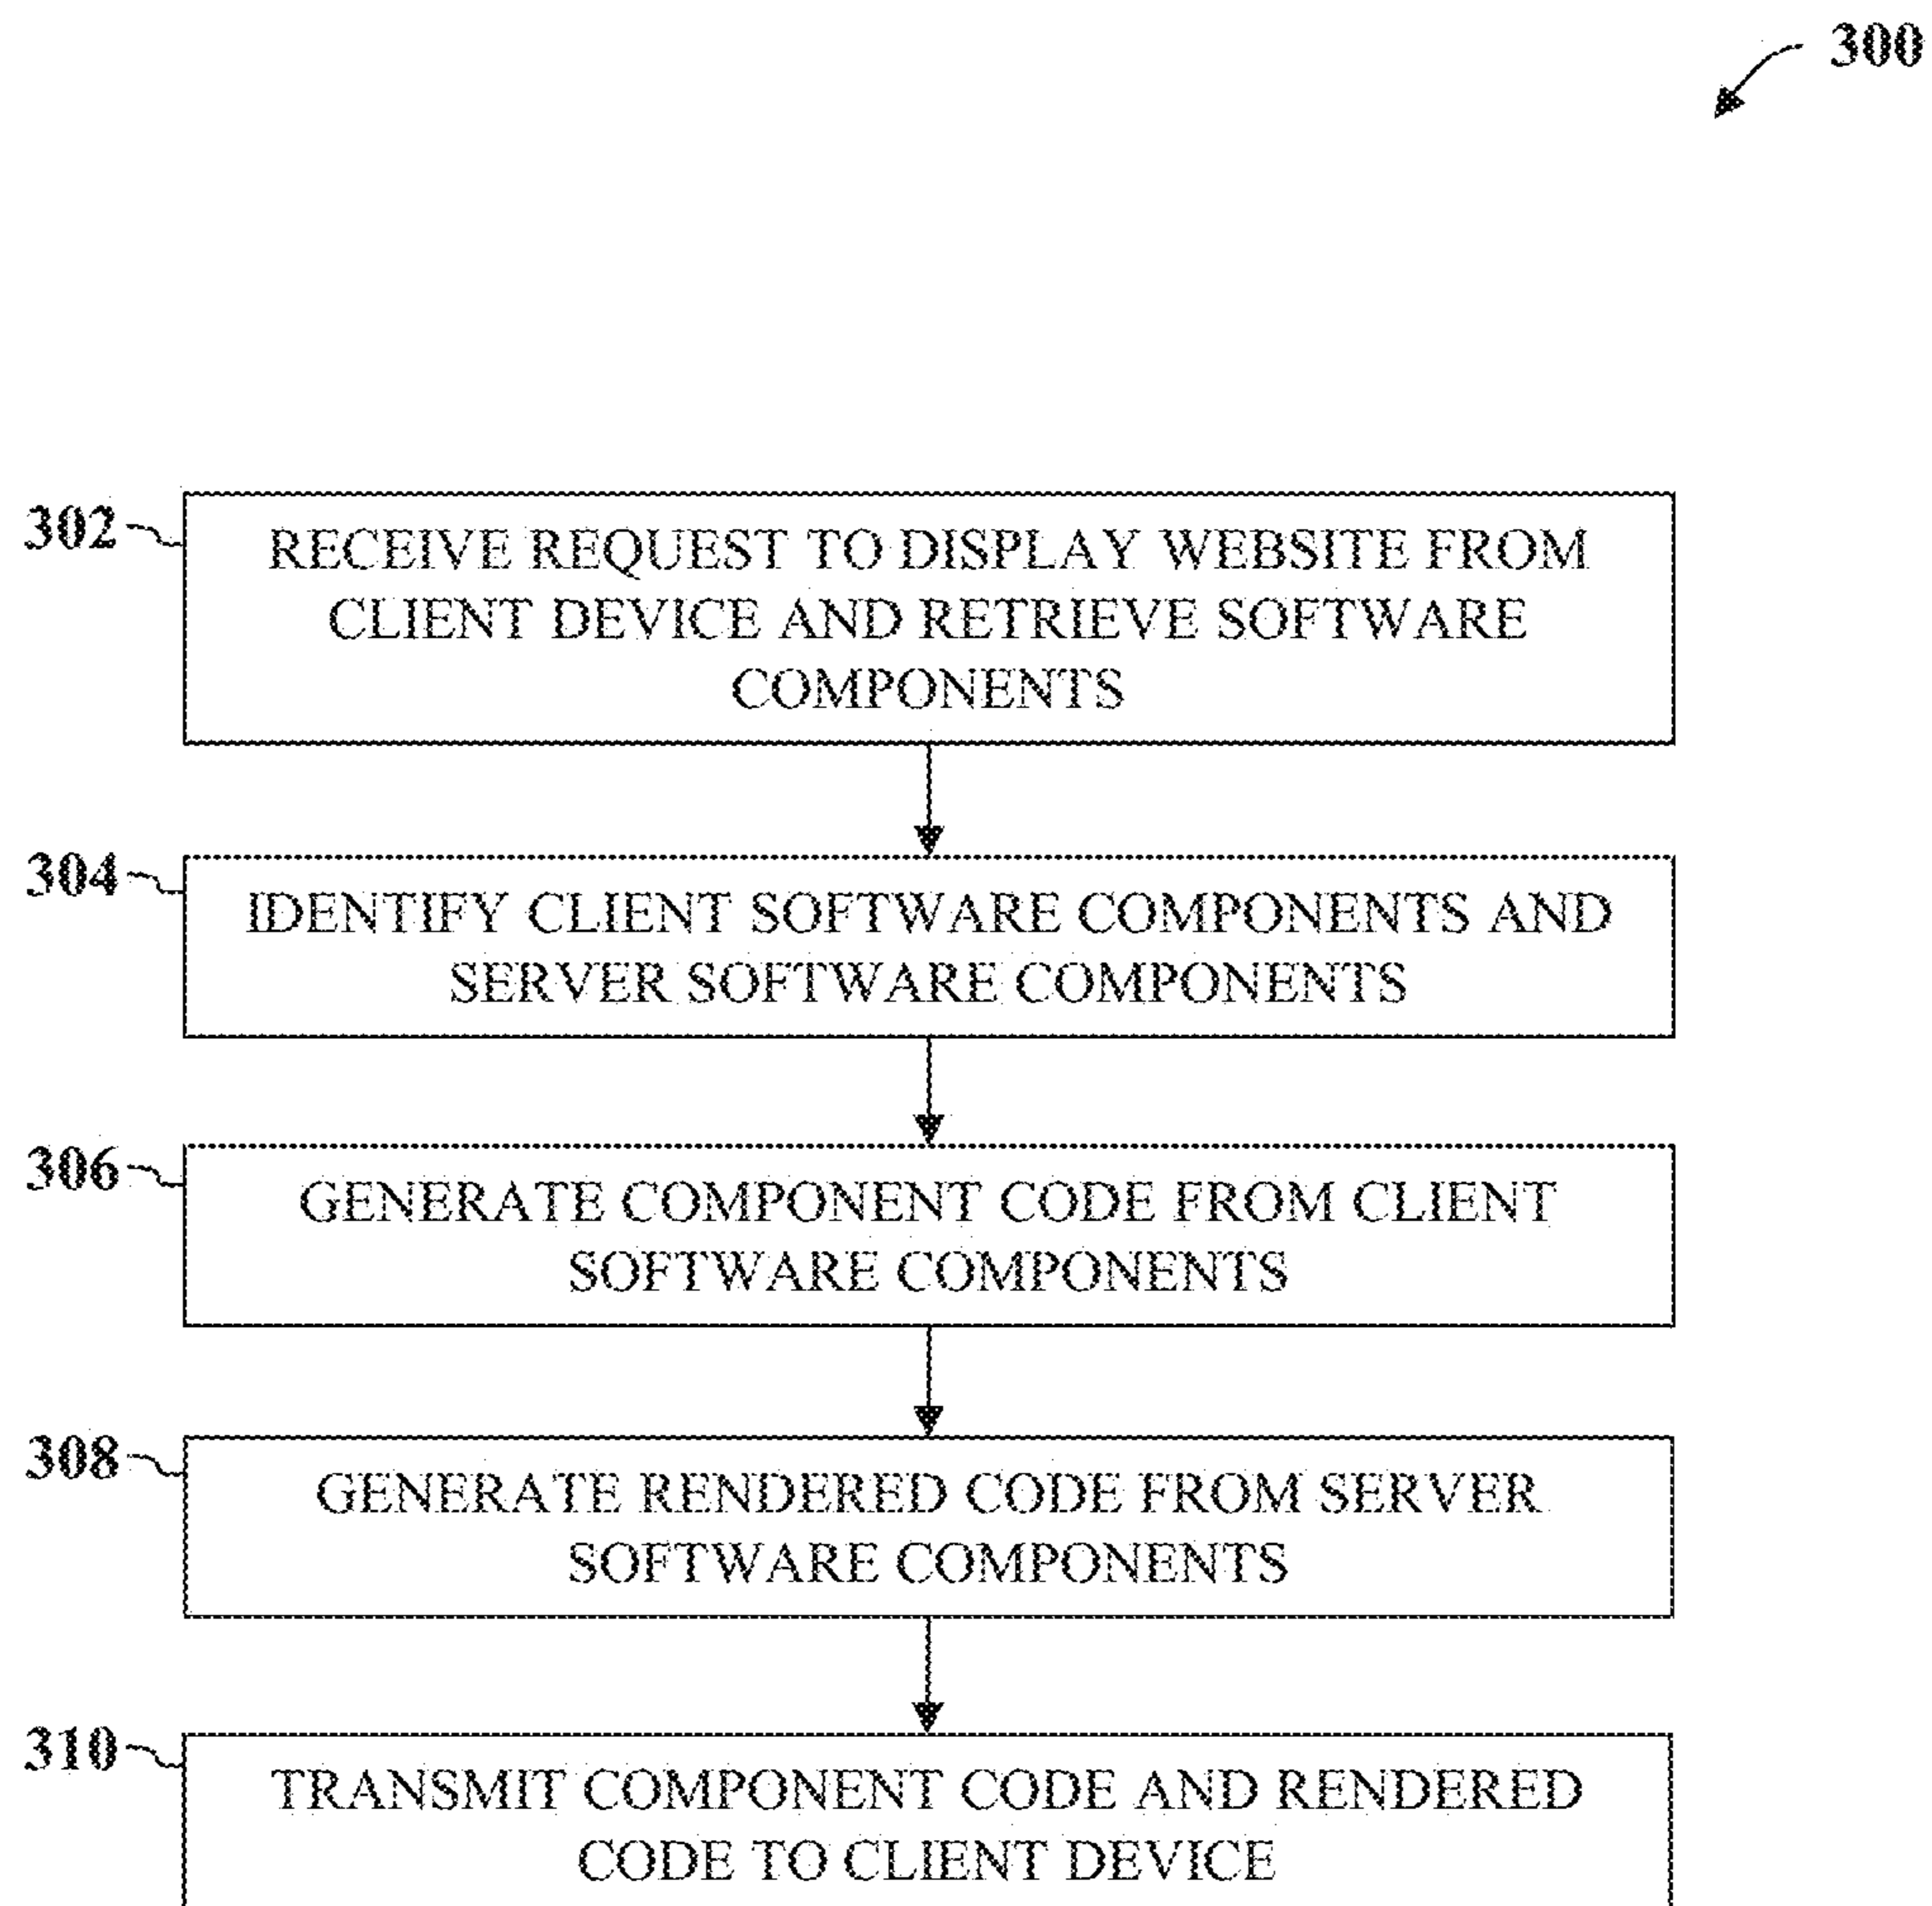 300
302
RECEIVE REQUEST TO DISPLAY WEBSITE FROM
CLIENT DEVICE AND RETRIEVE SOFTWARE
COMPONENTS
304
IDENTIFY CLIENT SOFTWARE COMPONENTS AND
SERVER SOFTWARE COMPONENTS
306
GENERATE COMPONENT CODE FROM CLIENT
SOFTWARE COMPONENTS
308
GENERATE RENDERED CODE FROM SERVER
SOFTWARE COMPONENTS
310
TRANSMIT COMPONENT CODE AND RENDERED
CODE TO CLIENT DEVICE